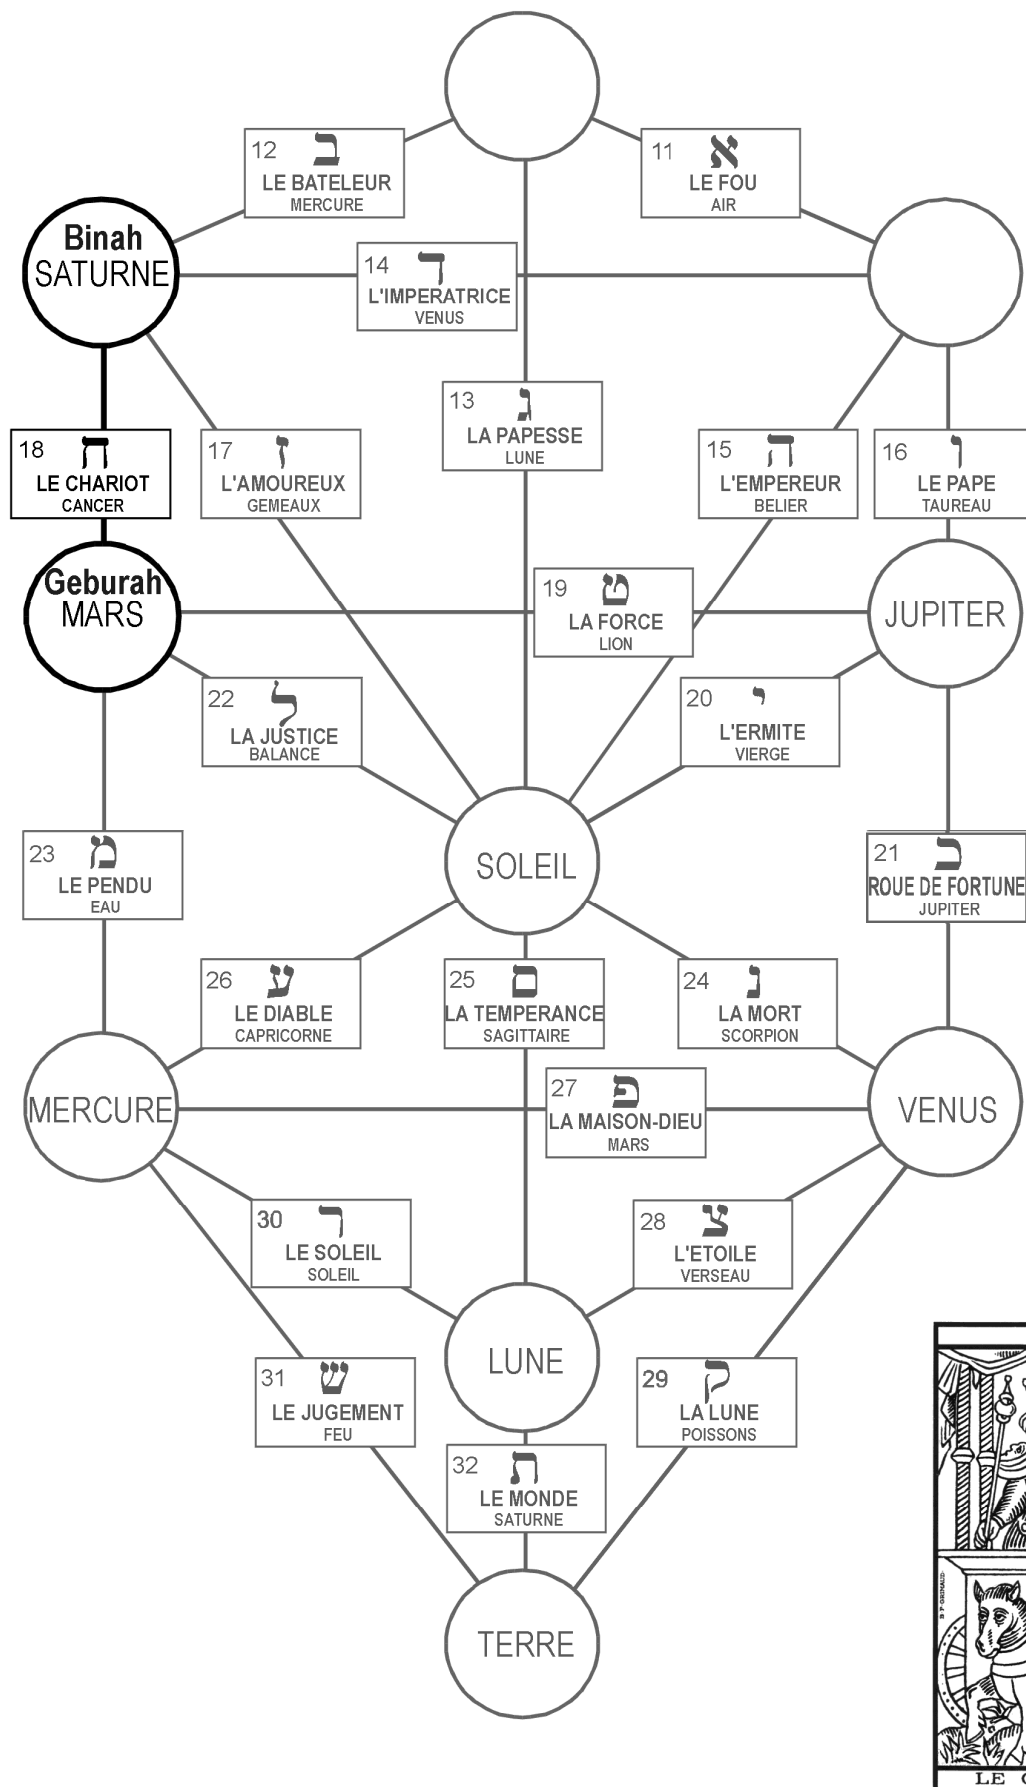 12 ב
LE BATELEUR
MERCURE
11 א
LE FOU
AIR
Binah
SATURNE
14 ד
L'IMPERATRICE
VENUS
13 ג
LA PAPESSE
LUNE
18 ח
LE CHARIOT
CANCER
17 ז
L'AMOUREUX
GEMEAUX
15 ה
L'EMPEREUR
BELIER
16 ו
LE PAPE
TAUREAU
Geburah
MARS
19 ט
LA FORCE
LION
JUPITER
22 ל
LA JUSTICE
BALANCE
20 י
L'ERMITE
VIERGE
23 מ
LE PENDU
EAU
SOLEIL
21 כ
ROUE DE FORTUNE
JUPITER
26 ע
LE DIABLE
CAPRICORNE
25 ם
LA TEMPERANCE
SAGITTAIRE
24 נ
LA MORT
SCORPION
MERCURE
27 פ
LA MAISON-DIEU
MARS
VENUS
30 ר
LE SOLEIL
SOLEIL
28 צ
L'ETOILE
VERSEAU
LUNE
31 ש
LE JUGEMENT
FEU
29 ק
LA LUNE
POISSONS
32 ת
LE MONDE
SATURNE
TERRE
B·P·GRIMAUD·
LE